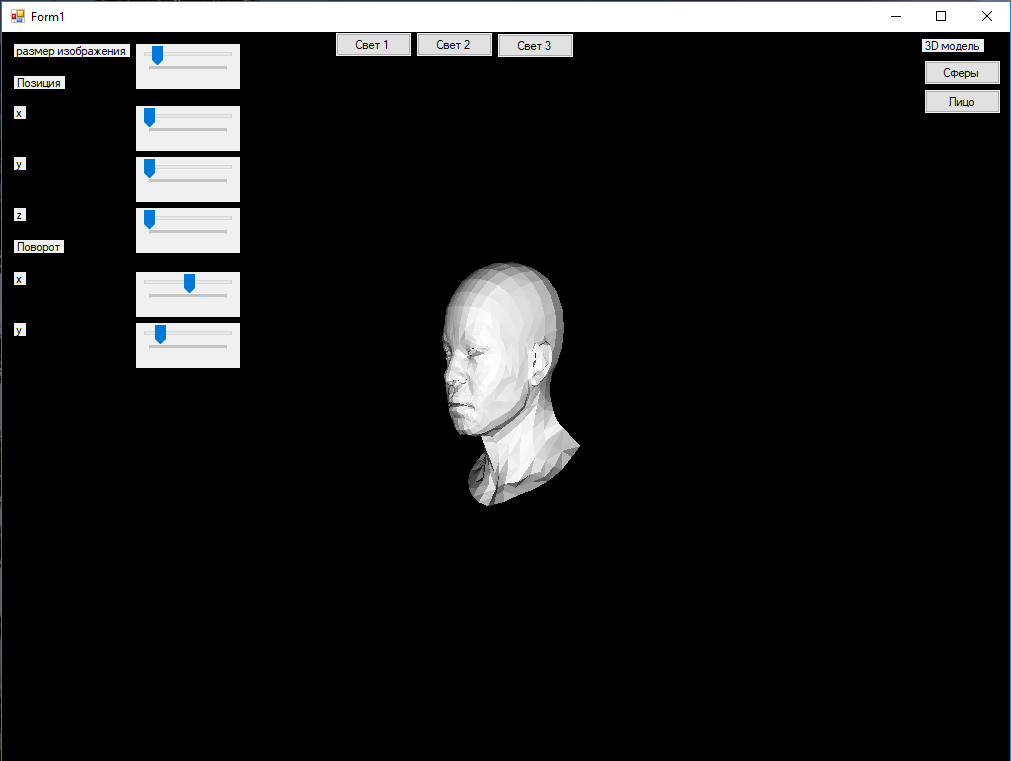 Form1
размер изображения
Свет 1
Свет 2
Свет 3
3D модель
Сферы
Лицо
Позиция
x
y
z
Поворот
x
y